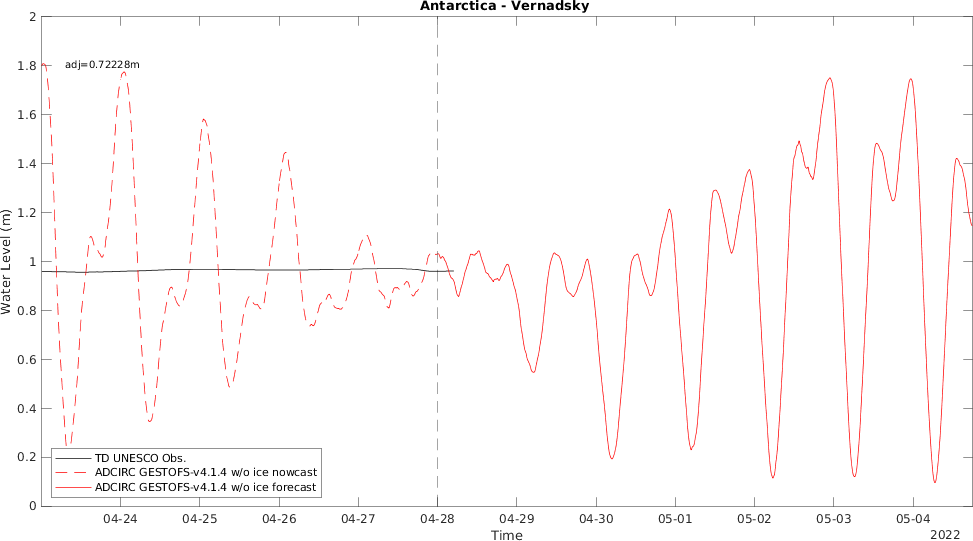 Antarctica - Vernadsky
adj=0.72228m
Water Level (m)
2
1.8
1.6
1.4
1.2
1
0.8
0.6
0.4
0.2
0
TD UNESCO Obs.
ADCIRC GESTOFS-v4.1.4 w/o ice nowcast
ADCIRC GESTOFS-v4.1.4 w/o ice forecast
04-24 04-25 04-26 04-27 04-28 04-29 04-30 05-01 05-02 05-03 05-04
Time
2022